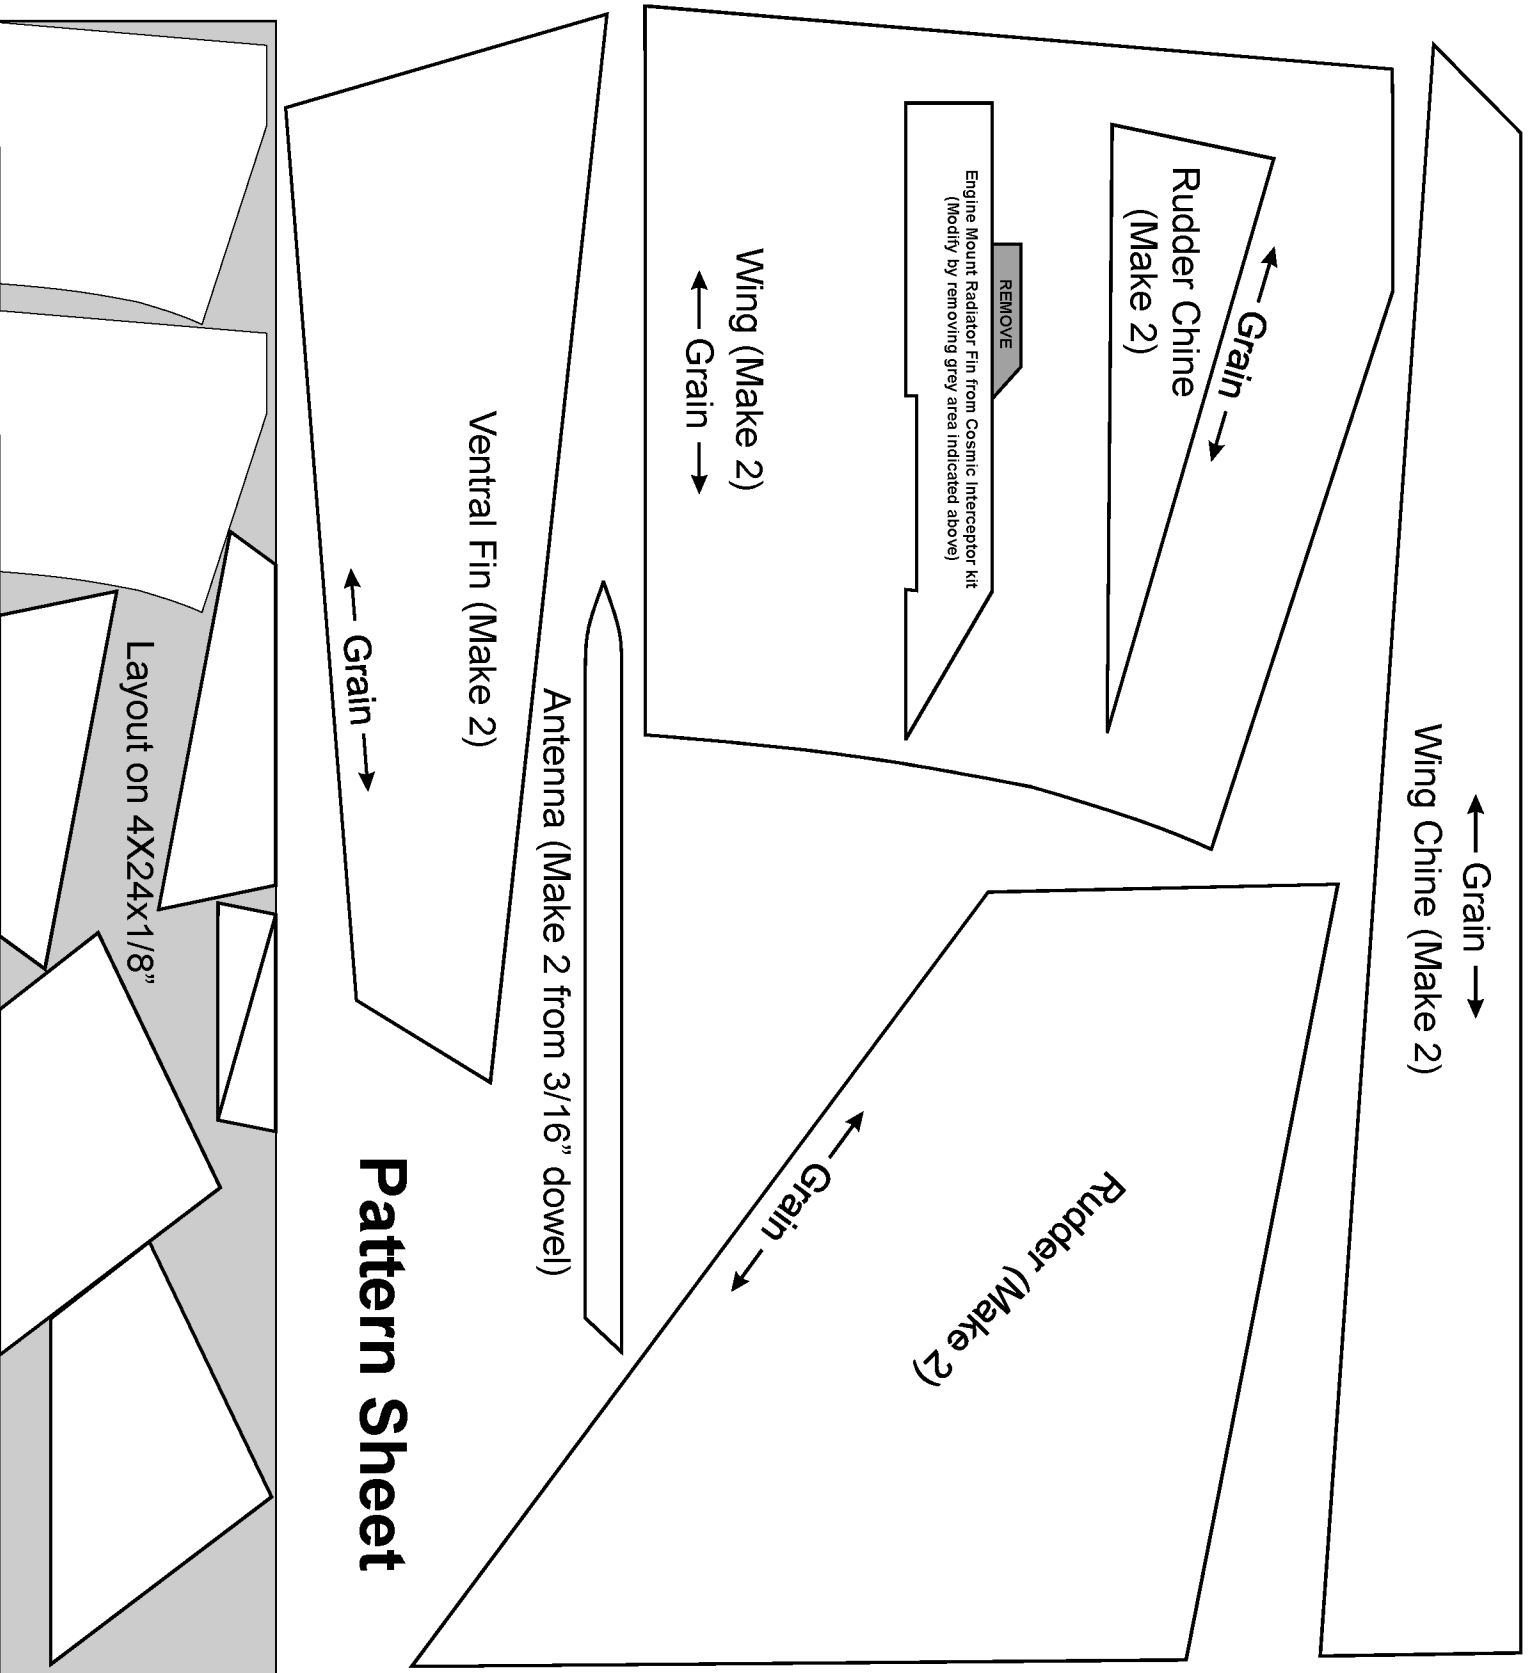 ← Grain →
Wing Chine (Make 2)
← Grain →
Rudder Chine
(Make 2)
REMOVE
Engine Mount Radiator Fin from Cosmic Interceptor kit
(Modify by removing grey area indicated above)
Wing (Make 2)
← Grain →
Rudder (Make 2)
← Grain →
Antenna (Make 2 from 3/16” dowel)
Ventral Fin (Make 2)
← Grain →
Pattern Sheet
Layout on 4X24x1/8”